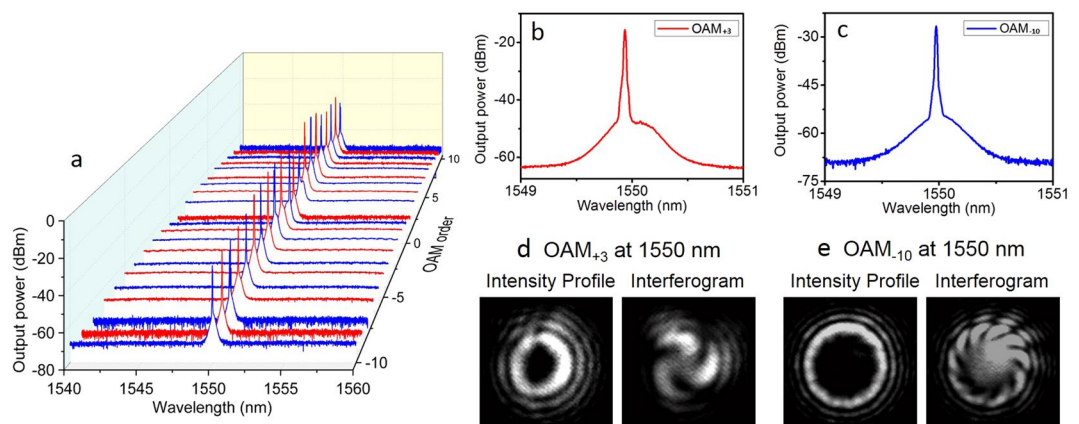 a
Output power (dBm)
0
-20
-40
-60
-80
1540
1545
1550
1555
1560
Wavelength (nm)
10
5
0
-5
-10
OAM order
b
OAM+3
Output power (dBm)
-20
-40
-60
1549
1550
1551
Wavelength (nm)
c
OAM-10
Output power (dBm)
-30
-45
-60
-75
1549
1550
1551
Wavelength (nm)
d OAM+3 at 1550 nm
Intensity Profile Interferogram
e OAM-10 at 1550 nm
Intensity Profile Interferogram